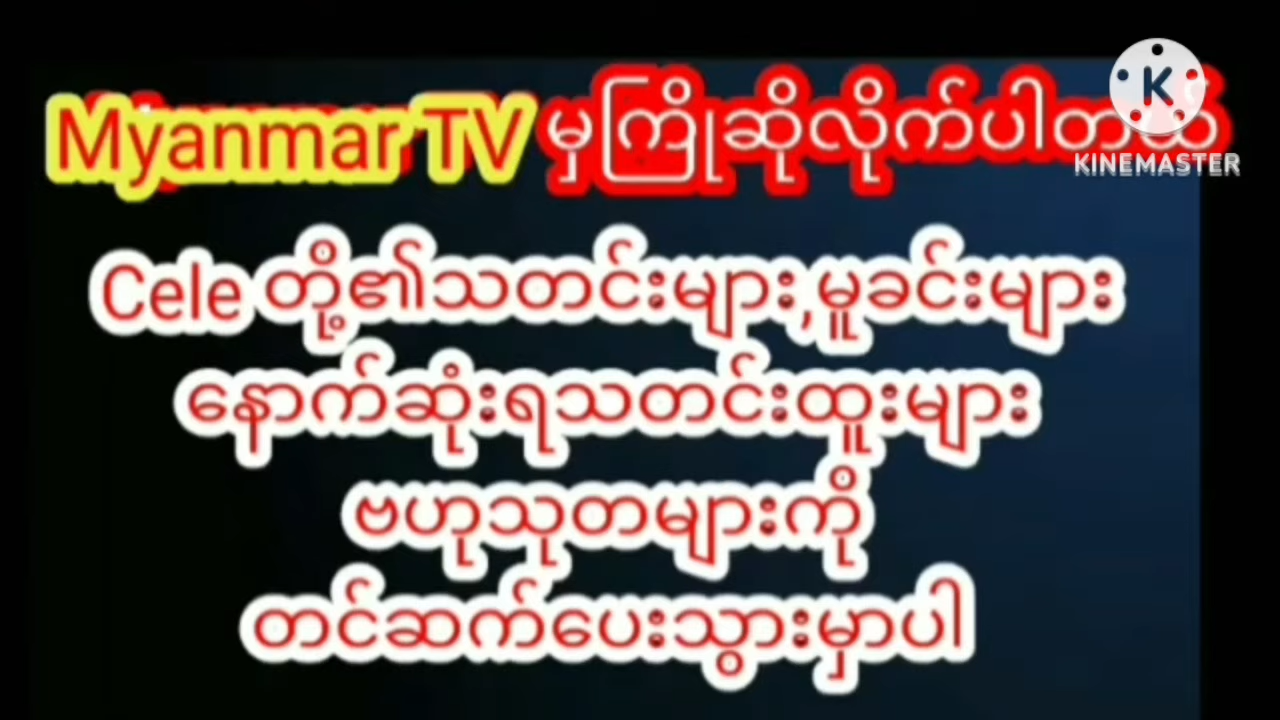 Myanmar TV မှကြိုဆိုလိုက်ပါတယ်
KINEMASTER
Cele တို့၏သတင်းများ,မူခင်းများ
နောက်ဆုံးရသတင်းထူးများ
ဗဟုသုတများကို
တင်ဆက်ပေးသွားမှာပါ